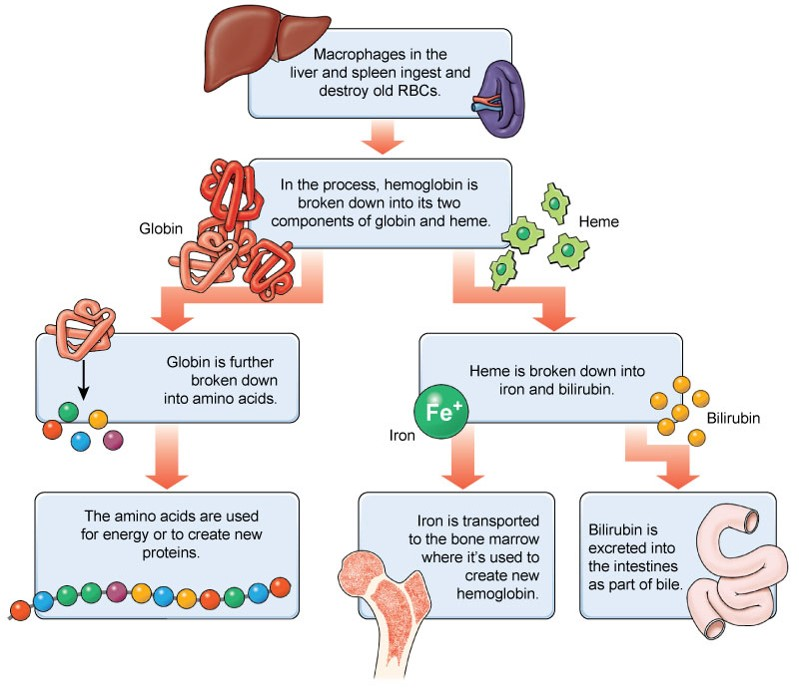 Macrophages in the
liver and spleen ingest and
destroy old RBCs.
In the process, hemoglobin is
broken down into its two
components of globin and heme.
Globin
Heme
Globin is further
broken down
into amino acids.
Heme is broken down into
iron and bilirubin.
Fe+
Iron
Bilirubin
The amino acids are used
for energy or to create new
proteins.
Iron is transported
to the bone marrow
where it's used to
create new
hemoglobin.
Bilirubin is
excreted into
the intestines
as part of bile.